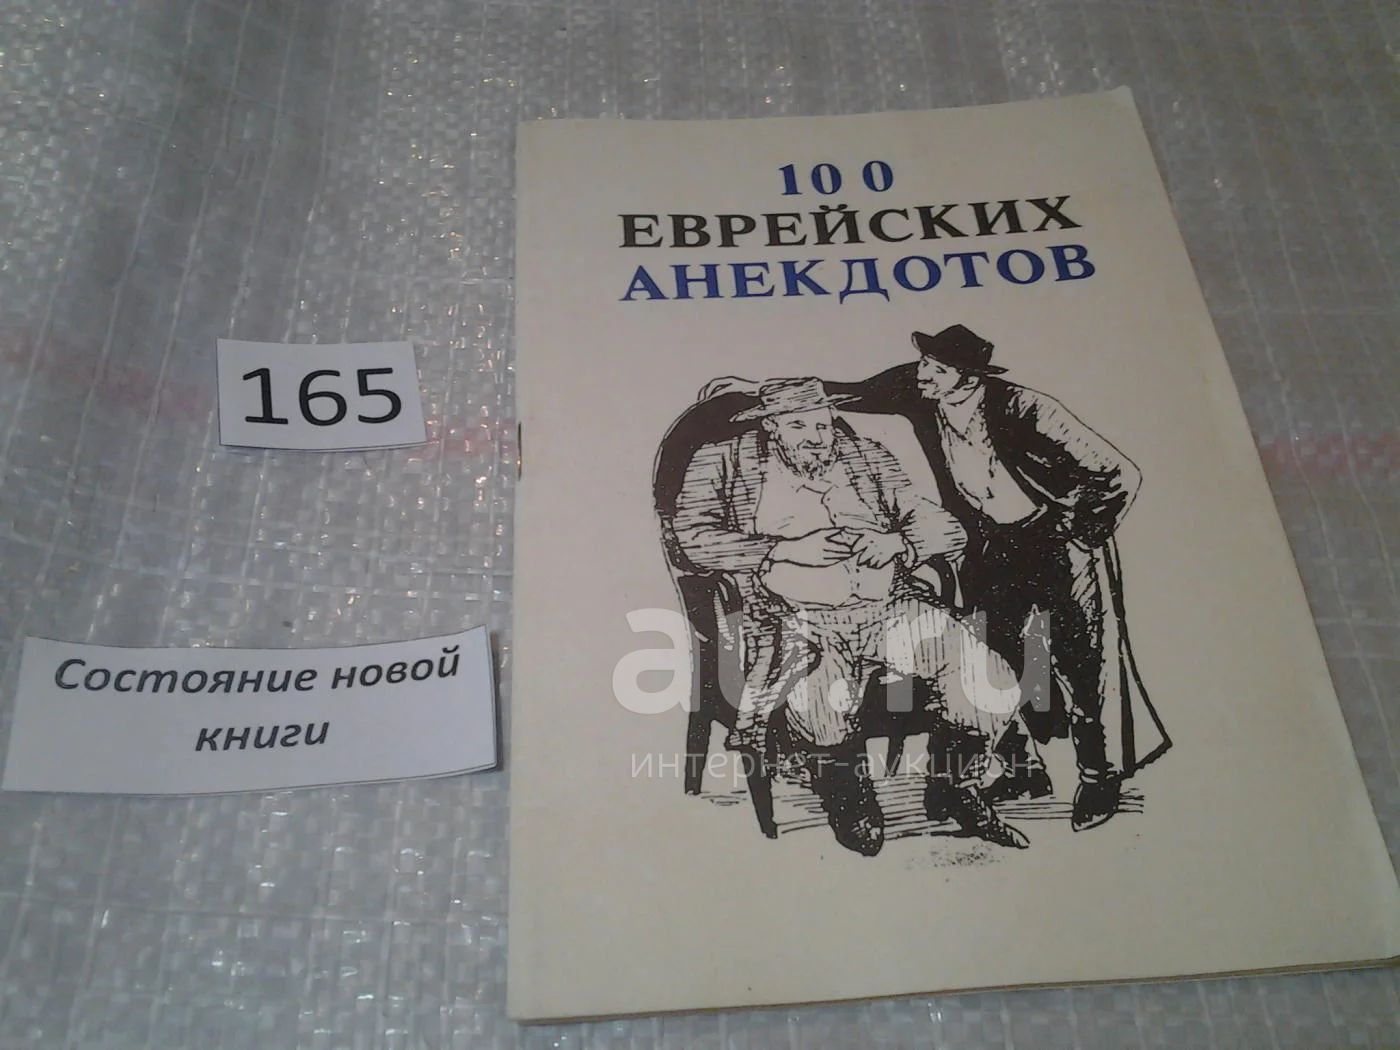 100
ЕВРЕЙСКИХ
АНЕКДОТОВ
165
Состояние новой
книги
au.ru
интернет-аукцион